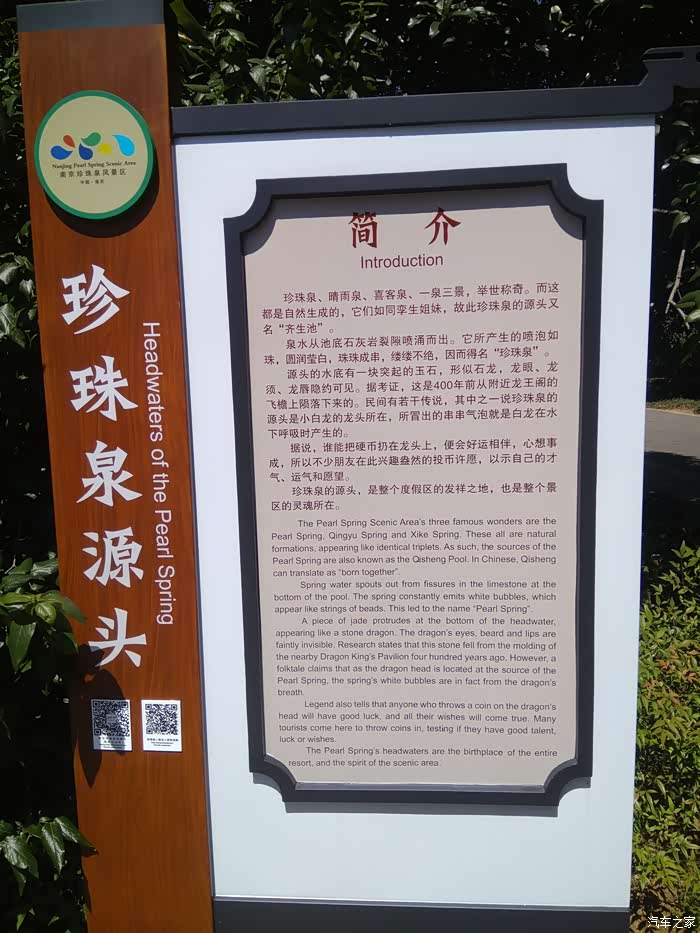 Nanjing Pearl Spring Scenic Area
南京珍珠泉风景区
中国·南京
珍珠泉源头
Headwaters of the Pearl Spring
简 介
Introduction
珍珠泉、晴雨泉、喜客泉、一泉三景，举世称奇。而这
都是自然生成的，它们如同孪生姐妹，故此珍珠泉的源头又
名“齐生池”。
泉水从池底石灰岩裂隙喷涌而出。它所产生的喷泡如
珠，圆润莹白，珠珠成串，缕缕不绝，因而得名“珍珠泉”。
源头的水底有一块突起的玉石，形似石龙，龙眼、龙
须、龙唇隐约可见。据考证，这是400年前从附近龙王阁的
飞檐上陨落下来的。民间有若干传说，其中之一说珍珠泉的
源头是小白龙的龙头所在，所冒出的串串气泡就是白龙在水
下呼吸时产生的。
据说，谁能把硬币扔在龙头上，便会好运相伴，心想事
成，所以不少朋友在此兴趣盎然的投币许愿，以示自己的才
气、运气和愿望。
珍珠泉的源头，是整个度假区的发祥之地，也是整个景
区的灵魂所在。
The Pearl Spring Scenic Area's three famous wonders are the
Pearl Spring, Qingyu Spring and Xike Spring. These all are natural
formations, appearing like identical triplets. As such, the sources of the
Pearl Spring are also known as the Qisheng Pool. In Chinese, Qisheng
can translate as “born together”.
Spring water spouts out from fissures in the limestone at the
bottom of the pool. The spring constantly emits white bubbles, which
appear like strings of beads. This led to the name “Pearl Spring”.
A piece of jade protrudes at the bottom of the headwater,
appearing like a stone dragon. The dragon's eyes, beard and lips are
faintly invisible. Research states that this stone fell from the molding of
the nearby Dragon King's Pavilion four hundred years ago. However, a
folktale claims that as the dragon head is located at the source of the
Pearl Spring, the spring's white bubbles are in fact from the dragon's
breath.
Legend also tells that anyone who throws a coin on the dragon's
head will have good luck, and all their wishes will come true. Many
tourists come here to throw coins in, testing if they have good talent,
luck or wishes.
The Pearl Spring's headwaters are the birthplace of the entire
resort, and the spirit of the scenic area.
汽车之家